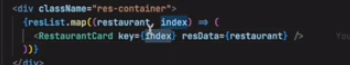 <div className="res-container">
{resList.map((restaurant, index) => (
<RestaurantCard key={index} resData={restaurant} />
))}
</div>